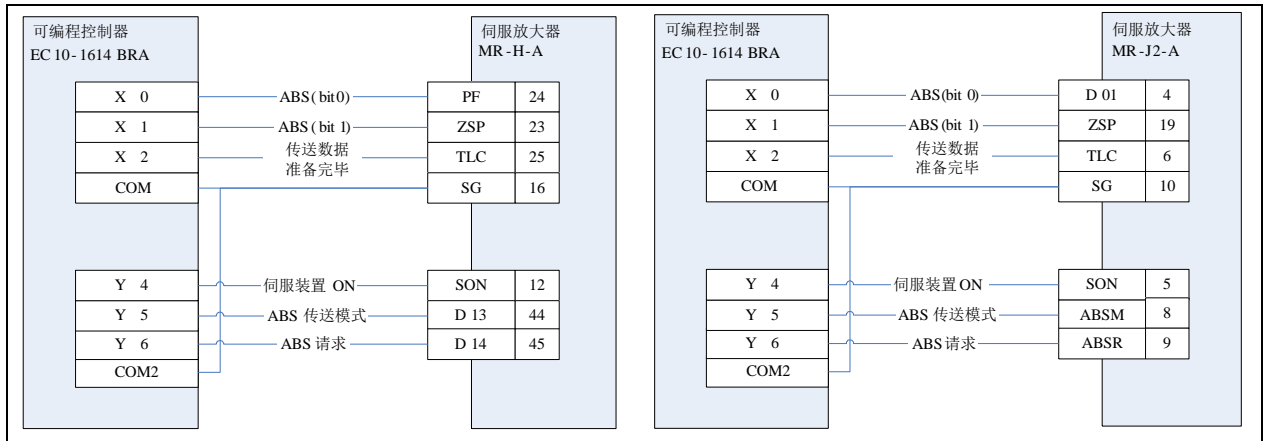 可编程控制器
EC 10- 1614 BRA
伺服放大器
MR -H-A
X 0 ABS( bit0) PF 24
X 1 ABS ( bit 1) ZSP 23
X 2 传送数据 准备完毕 TLC 25
COM SG 16
Y 4 伺服装置 ON SON 12
Y 5 ABS 传送模式 D 13 44
Y 6 ABS 请求 D 14 45
COM2
可编程控制器
EC 10- 1614 BRA
伺服放大器
MR -J2-A
X 0 ABS(bit 0) D 01 4
X 1 ABS (bit 1) ZSP 19
X 2 传送数据 准备完毕 TLC 6
COM SG 10
Y 4 伺服装置 ON SON 5
Y 5 ABS 传送模式 ABSM 8
Y 6 ABS 请求 ABSR 9
COM2